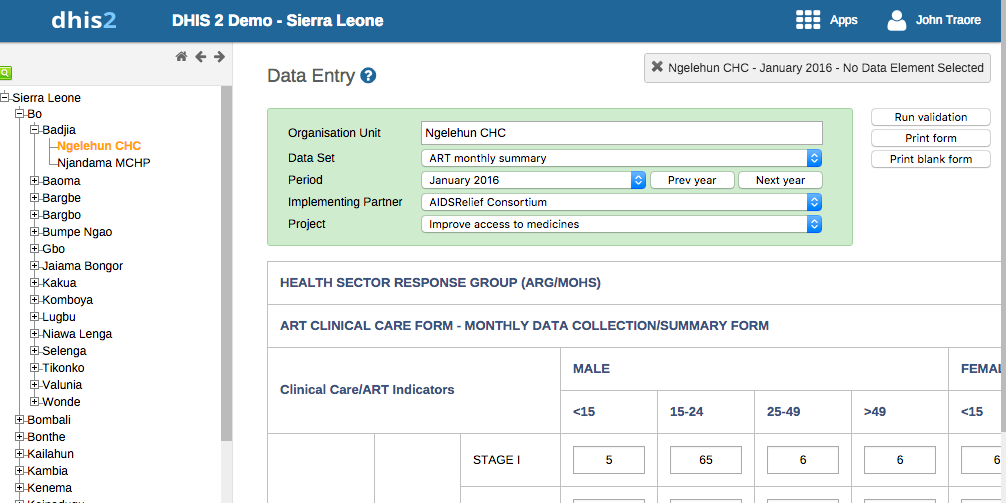 dhis2 DHIS 2 Demo - Sierra Leone Apps John Traore
Data Entry ?
Ngelehun CHC - January 2016 - No Data Element Selected
Sierra Leone
Bo
Badjia
Ngelehun CHC
Njandama MCHP
Baoma
Bargbe
Bargbo
Bumpe Ngao
Gbo
Jaiama Bongor
Kakua
Komboya
Lugbu
Niawa Lenga
Selenga
Tikonko
Valunia
Wonde
Bombali
Bonthe
Kailahun
Kambia
Kenema
Organisation Unit Ngelehun CHC
Data Set ART monthly summary
Period January 2016 Prev year Next year
Implementing Partner AIDSRelief Consortium
Project Improve access to medicines
Run validation
Print form
Print blank form
HEALTH SECTOR RESPONSE GROUP (ARG/MOHS)
ART CLINICAL CARE FORM - MONTHLY DATA COLLECTION/SUMMARY FORM
Clinical Care/ART Indicators
MALE FEMAL
<15 15-24 25-49 >49 <15
STAGE I 5 65 6 6 6